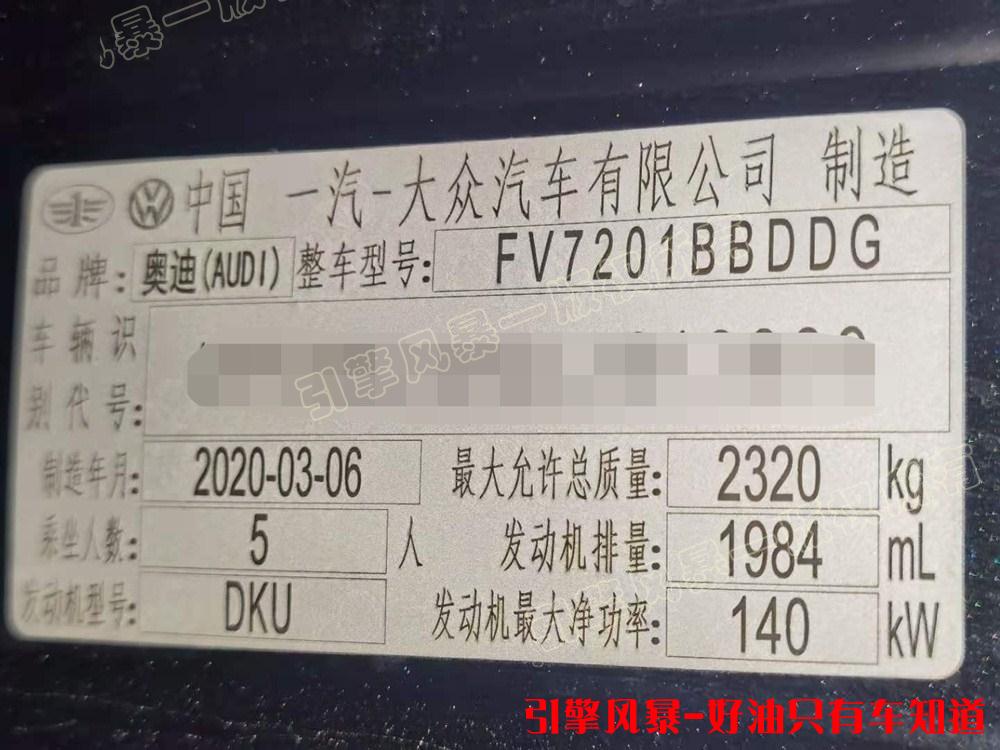 中国 一汽-大众汽车有限公司 制造
品牌: 奥迪(AUDI) 整车型号: FV7201BBDDG
车辆识
别代号:
制造年月: 2020-03-06 最大允许总质量: 2320 kg
乘坐人数: 5 人 发动机排量: 1984 mL
发动机型号: DKU 发动机最大净功率: 140 kW
引擎风暴-好油只有车知道